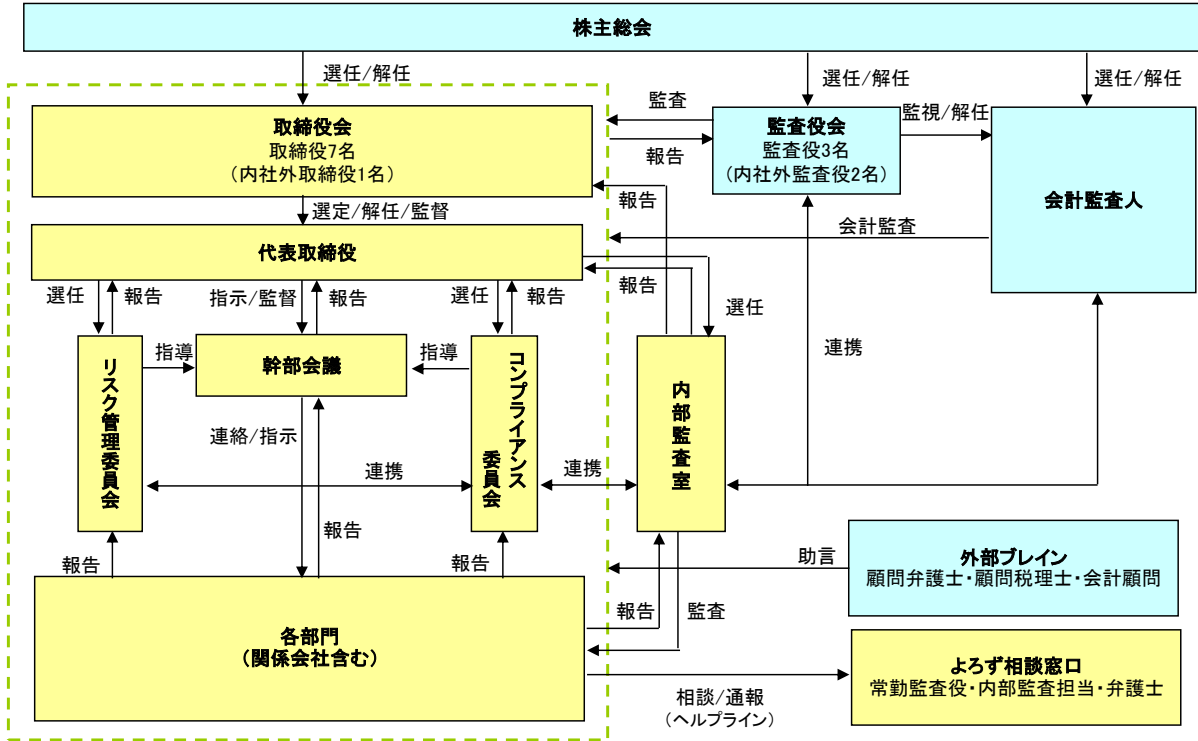 株主総会
選任/解任
選任/解任
選任/解任
取締役会
取締役7名
(内社外取締役1名)
監査
報告
監査役会
監査役3名
(内社外監査役2名)
監視/解任
会計監査人
報告
選定/解任/監督
会計監査
代表取締役
選任
報告
指示/監督
報告
選任
報告
報告
選任
リスク管理委員会
指導
幹部会議
指導
コンプライアンス
委員会
内部監査室
連携
連絡/指示
連携
連携
報告
報告
報告
外部ブレイン
顧問弁護士・顧問税理士・会計顧問
助言
各部門
(関係会社含む)
報告
監査
よろず相談窓口
常勤監査役・内部監査担当・弁護士
相談/通報
(ヘルプライン)